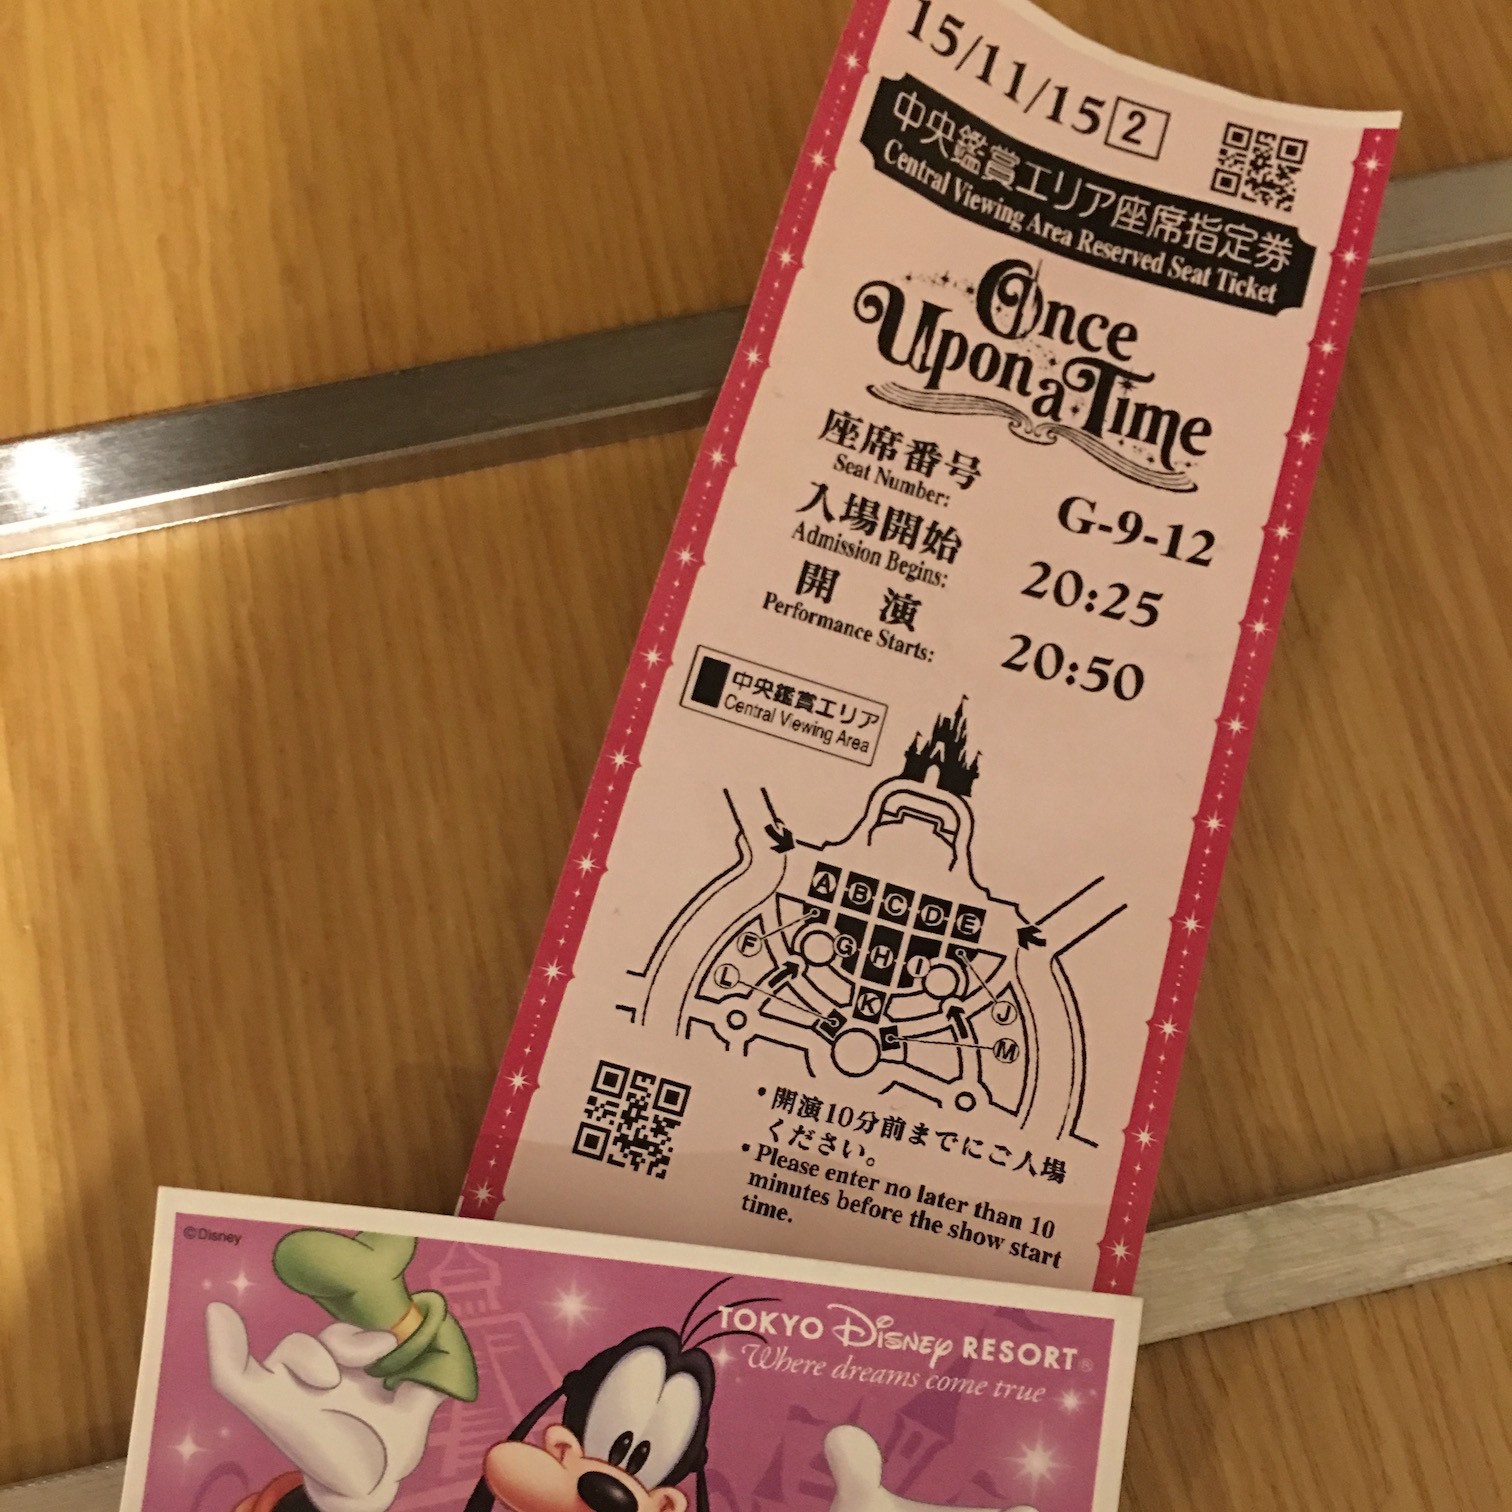 15/11/15 2
中央鑑賞エリア座席指定券
Central Viewing Area Reserved Seat Ticket
Once
Upon a Time
座席番号
Seat Number:
G-9-12
入場開始
Admission Begins:
20:25
開 演
Performance Starts:
20:50
中央鑑賞エリア
Central Viewing Area
A B C D E
F G H I
L K J
M
・開演10分前までにご入場
ください。
・Please enter no later than 10
minutes before the show start
time.
©Disney
TOKYO Disney RESORT®
Where dreams come true